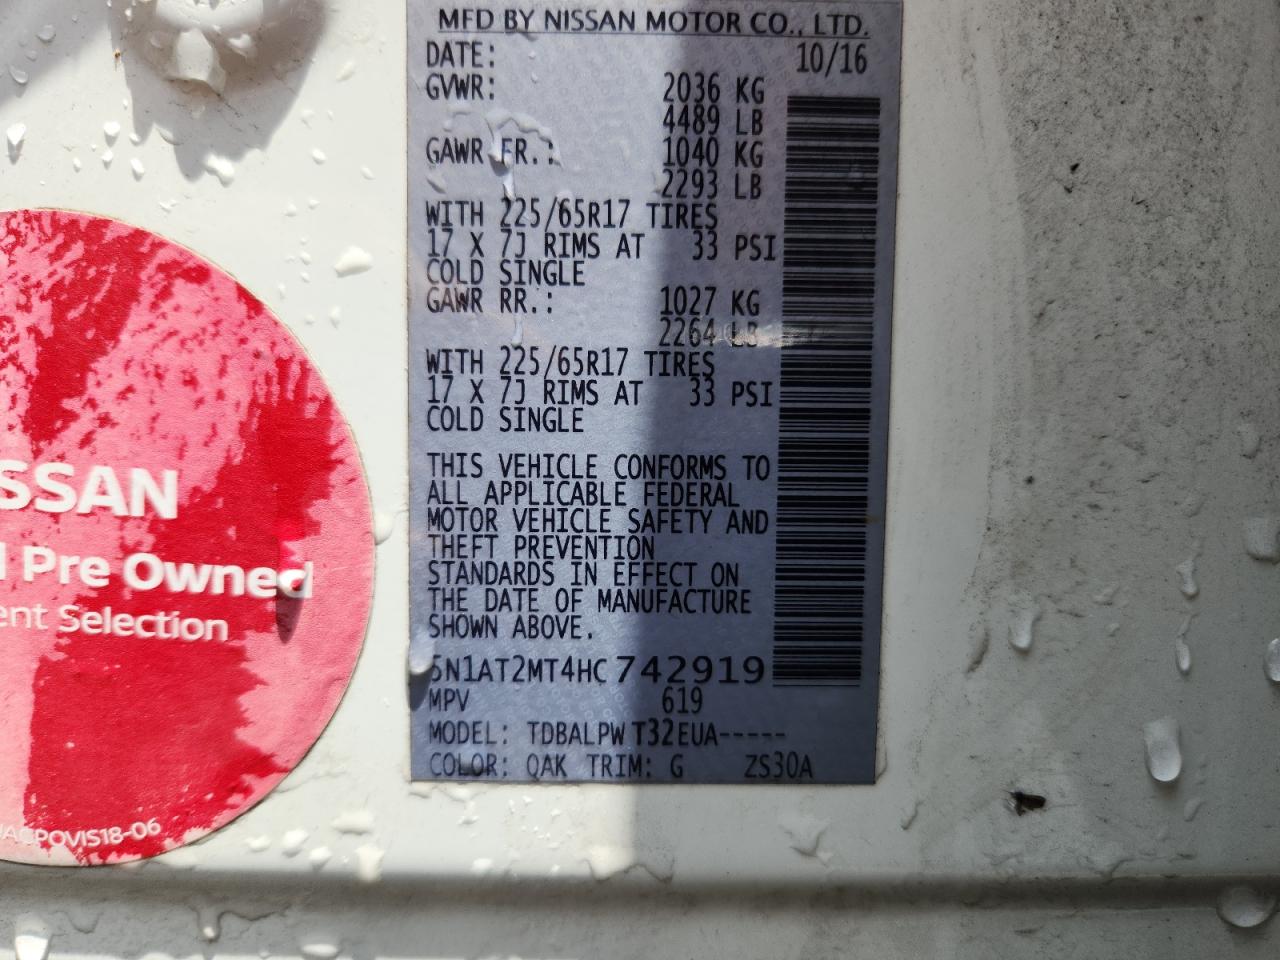 MFD BY NISSAN MOTOR CO., LTD.
DATE: 10/16
GVWR: 2036 KG
4489 LB
GAWR FR.: 1040 KG
2293 LB
WITH 225/65R17 TIRES
17 X 7J RIMS AT 33 PSI
COLD SINGLE
GAWR RR.: 1027 KG
2264 LB
WITH 225/65R17 TIRES
17 X 7J RIMS AT 33 PSI
COLD SINGLE
THIS VEHICLE CONFORMS TO
ALL APPLICABLE FEDERAL
MOTOR VEHICLE SAFETY AND
THEFT PREVENTION
STANDARDS IN EFFECT ON
THE DATE OF MANUFACTURE
SHOWN ABOVE.
5N1AT2MT4HC742919
MPV 619
MODEL: TDBALPW T32EUA-----
COLOR: QAK TRIM: G ZS30A
SSAN
Pre Owned
ent Selection
ACPOVIS18-06